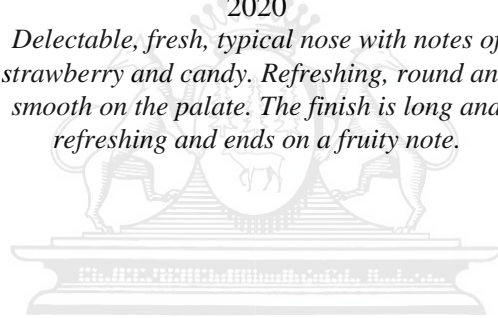 2020
Delectable, fresh, typical nose with notes of
strawberry and candy. Refreshing, round an
smooth on the palate. The finish is long and
refreshing and ends on a fruity note.